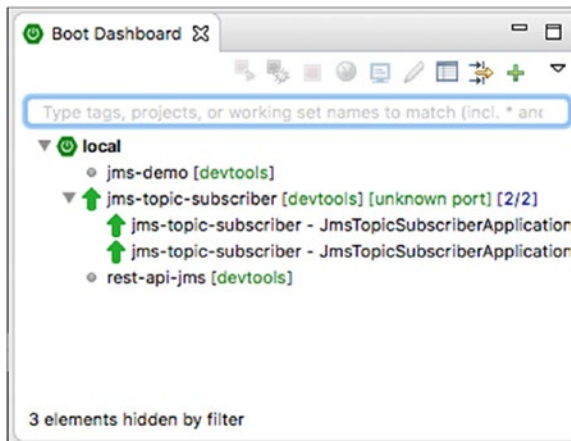 Boot Dashboard
Type tags, projects, or working set names to match (incl. * and
local
jms-demo [devtools]
jms-topic-subscriber [devtools] [unknown port] [2/2]
jms-topic-subscriber - JmsTopicSubscriberApplication
jms-topic-subscriber - JmsTopicSubscriberApplication
rest-api-jms [devtools]
3 elements hidden by filter